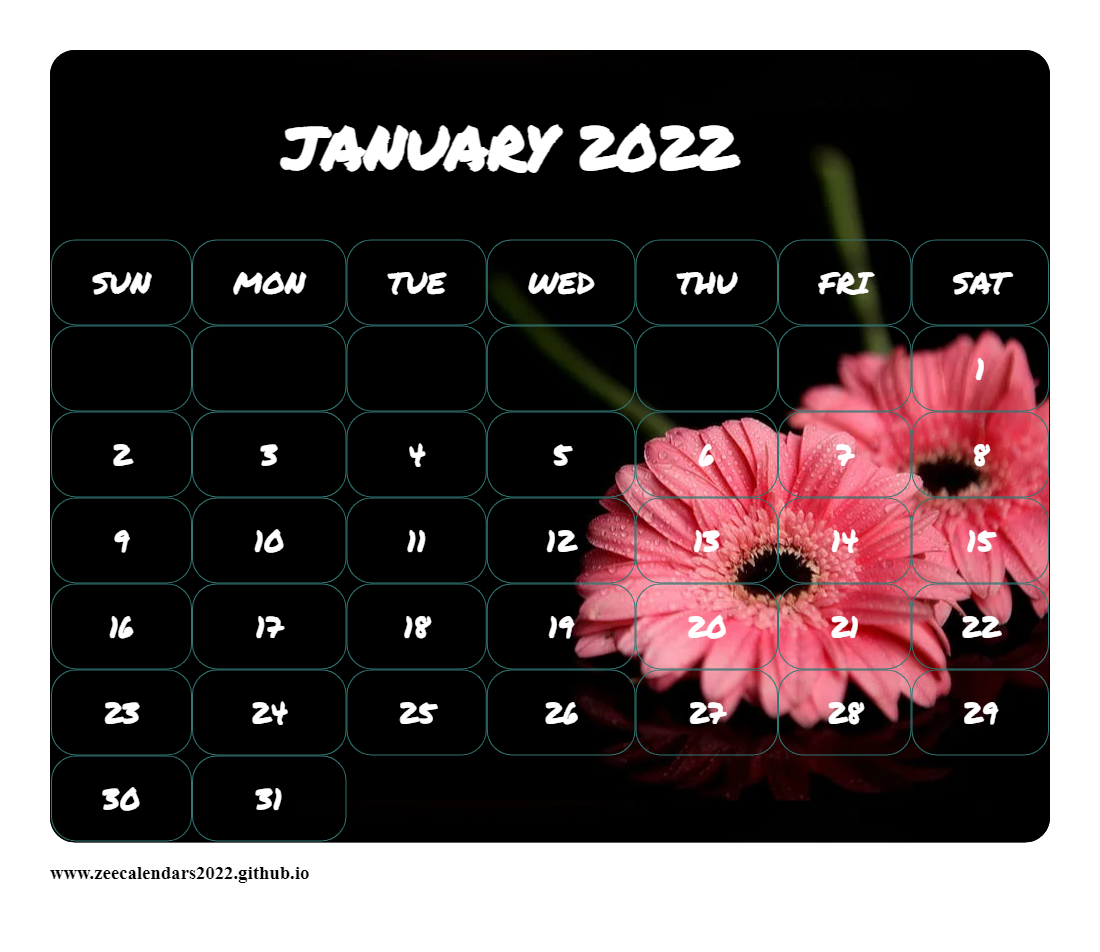 JANUARY 2022
SUN MON TUE WED THU FRI SAT
1
2 3 4 5 6 7 8
9 10 11 12 13 14 15
16 17 18 19 20 21 22
23 24 25 26 27 28 29
30 31
www.zeecalendars2022.github.io